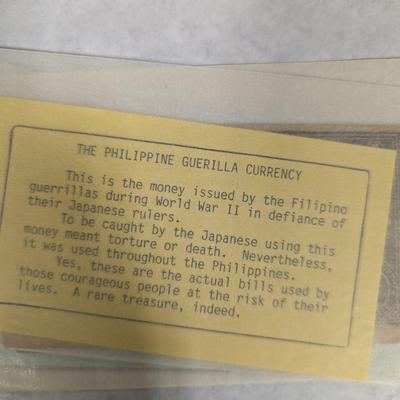 THE PHILIPPINE GUERILLA CURRENCY
This is the money issued by the Filipino
guerrillas during World War II in defiance of
their Japanese rulers.
To be caught by the Japanese using this
money meant torture or death. Nevertheless,
it was used throughout the Philippines.
Yes, these are the actual bills used by
those courageous people at the risk of their
lives. A rare treasure, indeed.